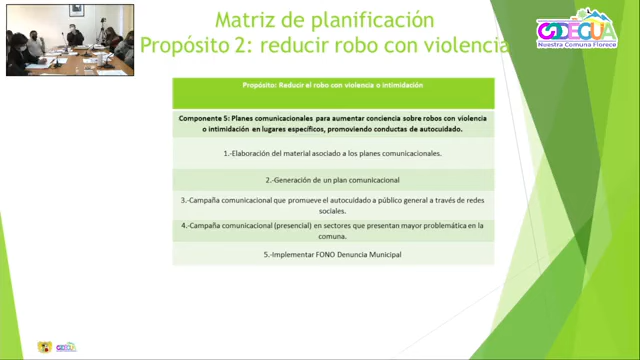 Matriz de planificación
Propósito 2: reducir robo con violencia
CODEGUA
Nuestra Comuna Florece
Propósito: Reducir el robo con violencia o intimidación
Componente 5: Planes comunicacionales para aumentar conciencia sobre robos con violencia
o intimidación en lugares específicos, promoviendo conductas de autocuidado.
1.-Elaboración del material asociado a los planes comunicacionales.
2.-Generación de un plan comunicacional
3.-Campaña comunicacional que promueve el autocuidado a público general a través de redes
sociales.
4.-Campaña comunicacional (presencial) en sectores que presentan mayor problemática en la
comuna.
5.-Implementar FONO Denuncia Municipal